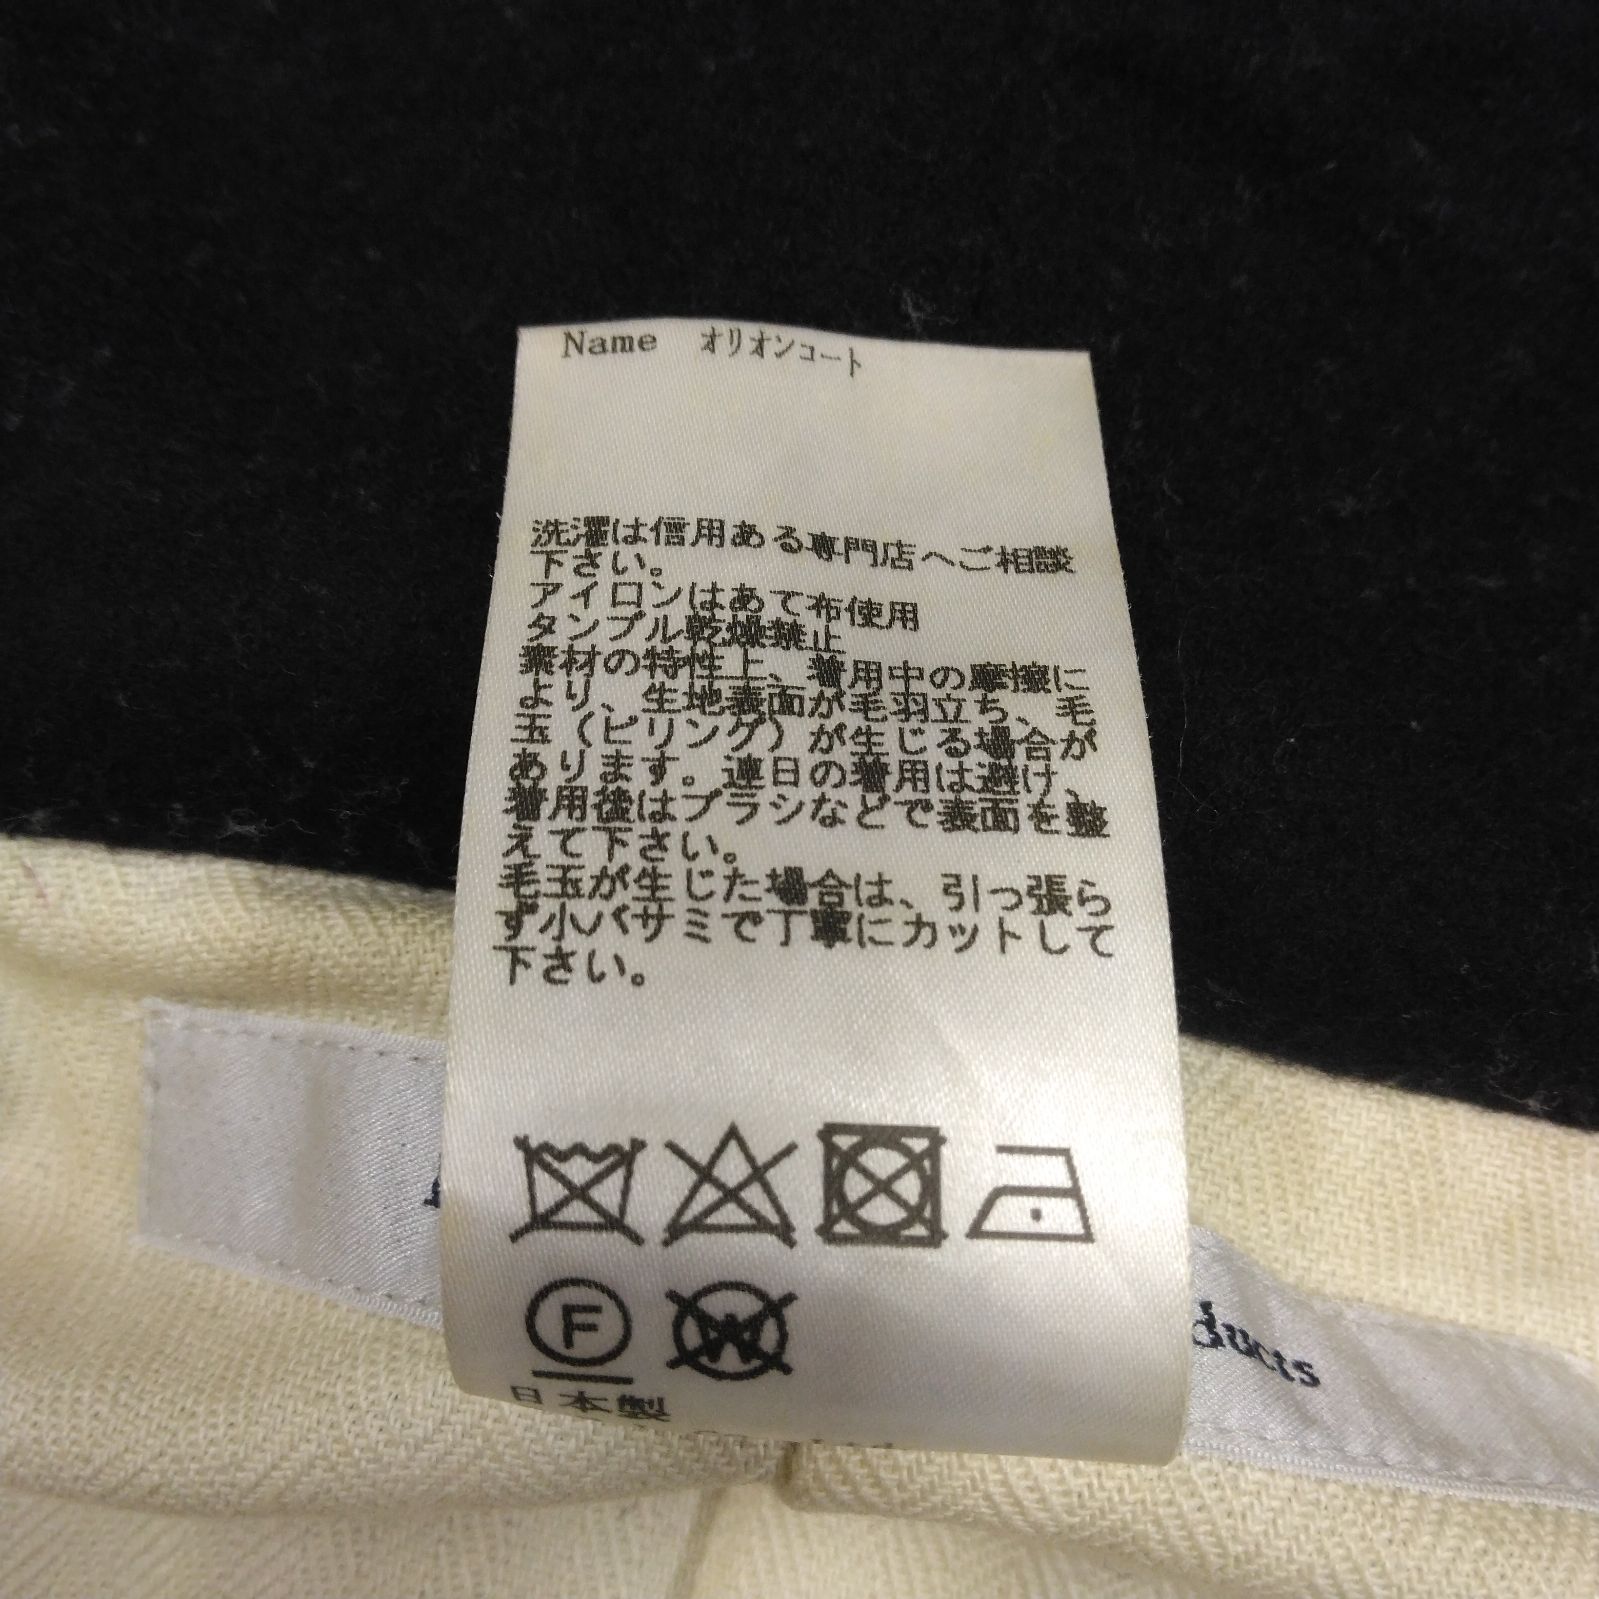 Name オリオンコート
洗濯は信用ある専門店へご相談
下さい。
アイロンはあて布使用
タンブル乾燥禁止
素材の特性上、着用中の摩擦に
より、生地表面が毛羽立ち、毛
玉（ピリング）が生じる場合が
あります。連日の着用は避け、
着用後はブラシなどで表面を整
えて下さい。
毛玉が生じた場合は、引っ張ら
ず小バサミで丁寧にカットして
下さい。
F W
日本製
ducts